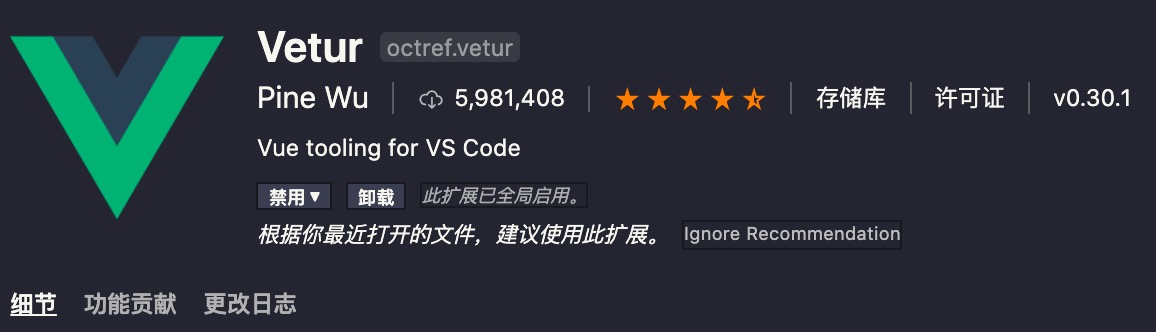 Vetur octref.vetur
Pine Wu 5,981,408 存储库 许可证 v0.30.1
Vue tooling for VS Code
禁用 卸载 此扩展已全局启用。
根据你最近打开的文件，建议使用此扩展。 Ignore Recommendation
细节 功能贡献 更改日志